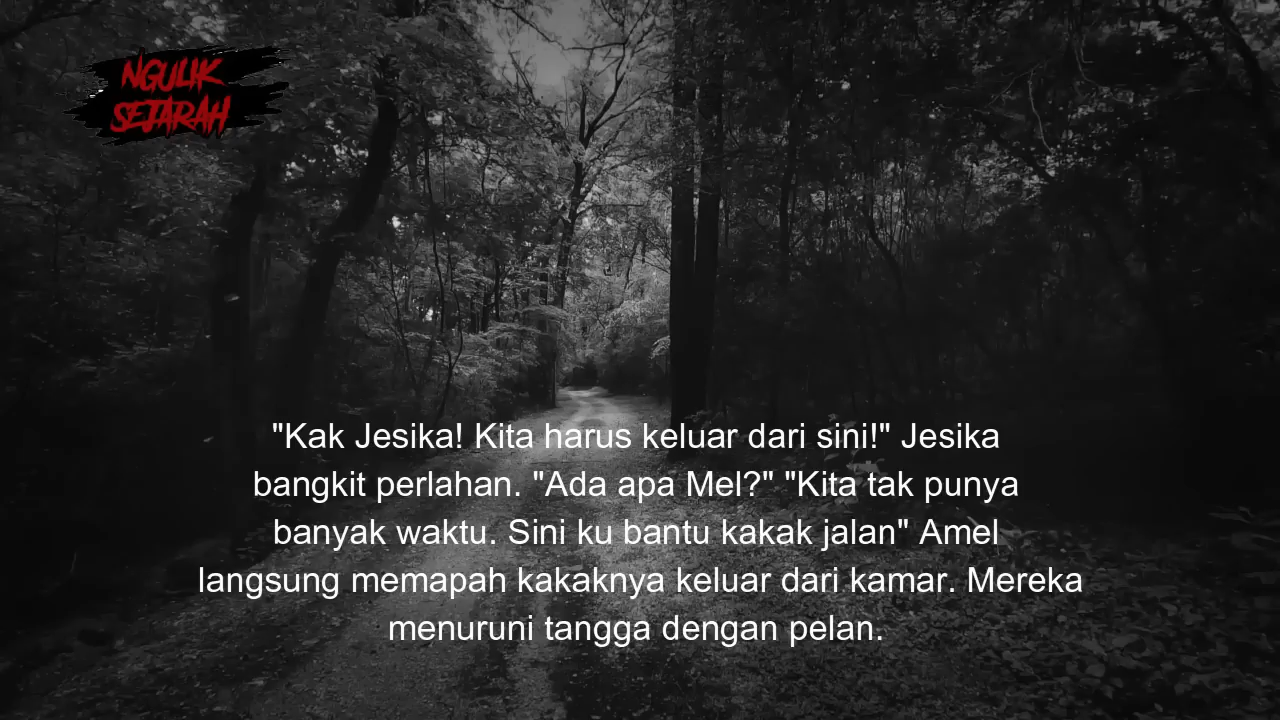 NGULIK
SEJARAH
"Kak Jesika! Kita harus keluar dari sini!" Jesika
bangkit perlahan. "Ada apa Mel?" "Kita tak punya
banyak waktu. Sini ku bantu kakak jalan" Amel
langsung memapah kakaknya keluar dari kamar. Mereka
menuruni tangga dengan pelan.